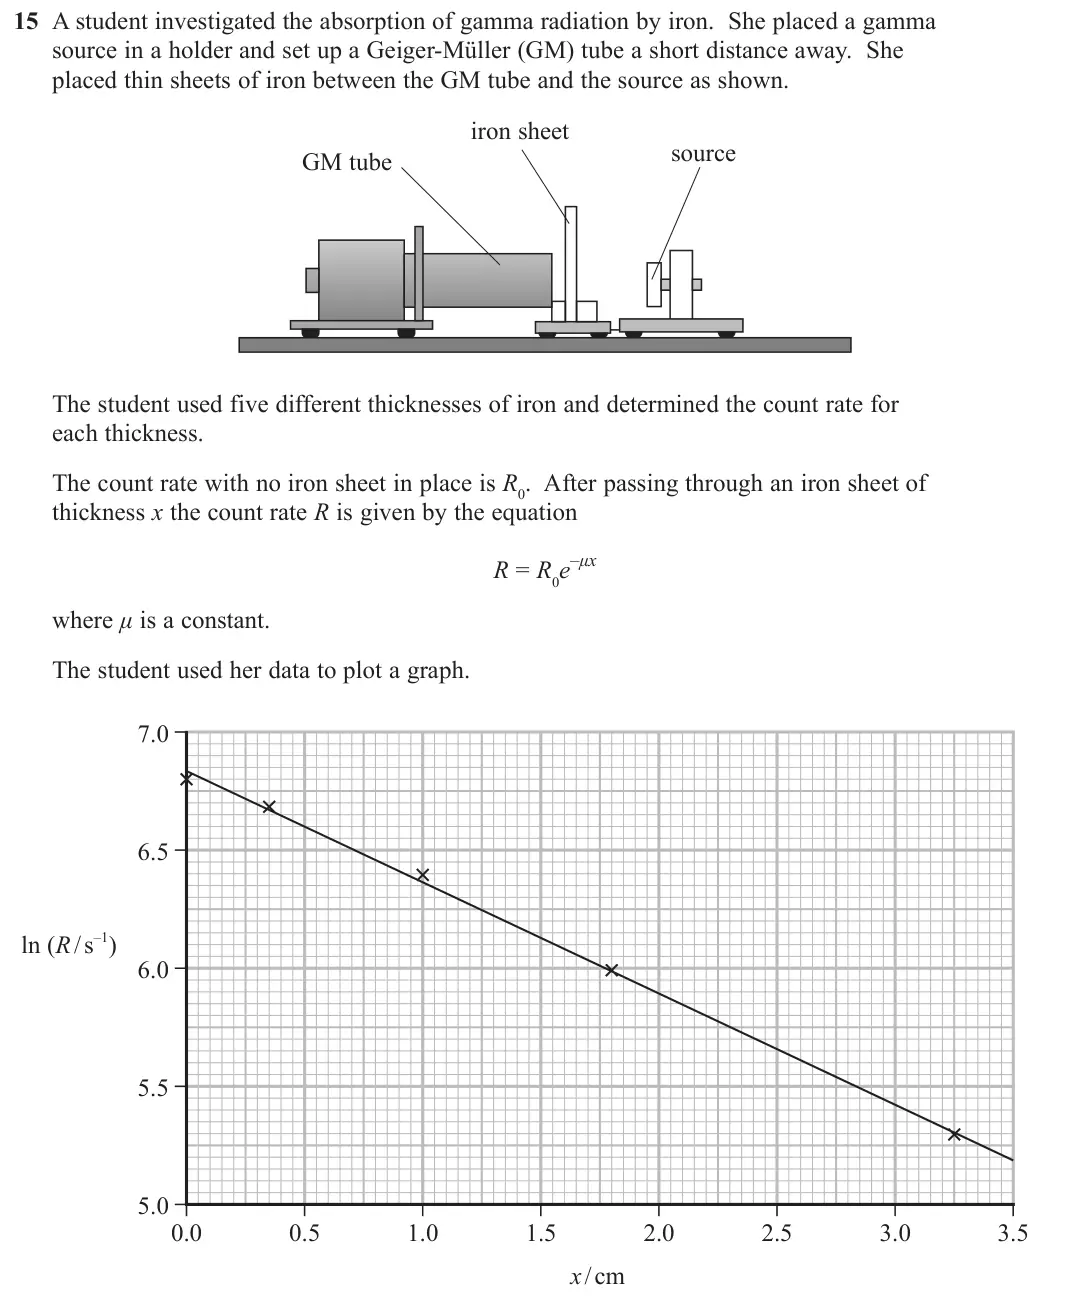 15 A student investigated the absorption of gamma radiation by iron. She placed a gamma
source in a holder and set up a Geiger-Müller (GM) tube a short distance away. She
placed thin sheets of iron between the GM tube and the source as shown.
iron sheet
GM tube
source
The student used five different thicknesses of iron and determined the count rate for
each thickness.
The count rate with no iron sheet in place is R₀. After passing through an iron sheet of
thickness x the count rate R is given by the equation
R = R₀e^{–μx}
where μ is a constant.
The student used her data to plot a graph.
7.0
6.5
6.0
5.5
5.0
ln (R/s⁻¹)
0.0 0.5 1.0 1.5 2.0 2.5 3.0 3.5
x/cm